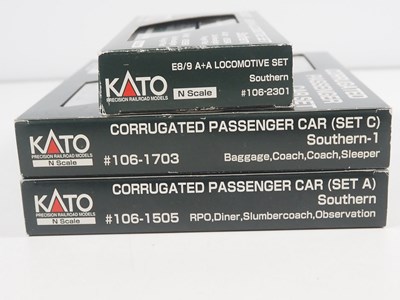 KATO
PRECISION RAILROAD MODELS
N Scale
E8/9 A+A LOCOMOTIVE SET
Southern
#106-2301
KATO
PRECISION RAILROAD MODELS
N Scale
CORRUGATED PASSENGER CAR (SET C)
Southern-1
#106-1703
Baggage,Coach,Coach,Sleeper
KATO
PRECISION RAILROAD MODELS
N Scale
CORRUGATED PASSENGER CAR (SET A)
Southern
#106-1505
RPO,Diner,Slumbercoach,Observation